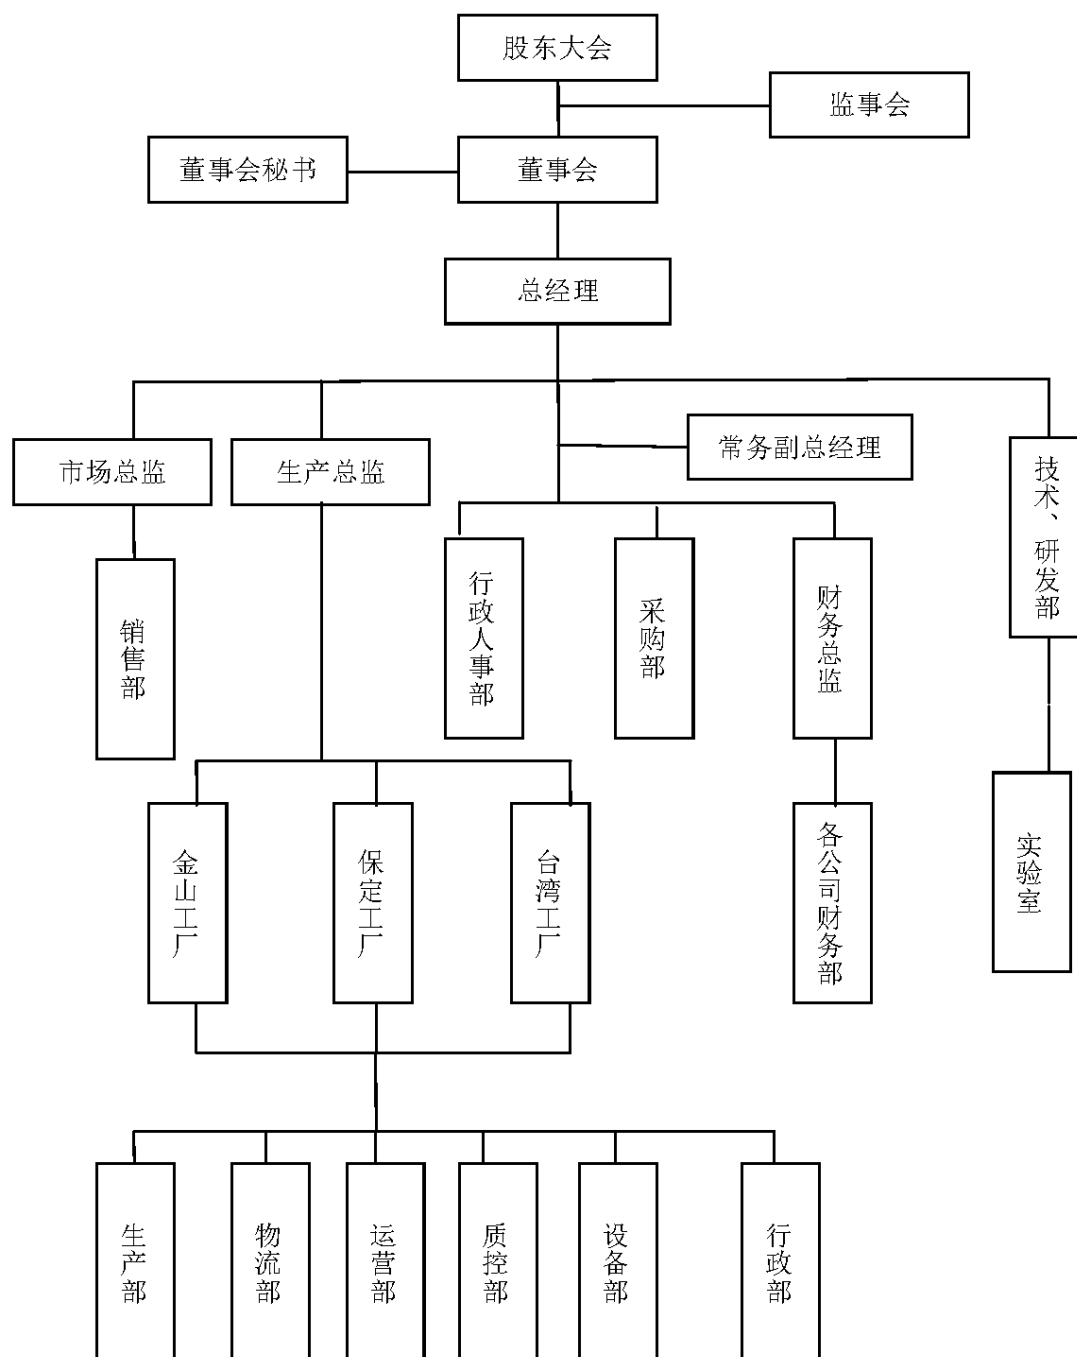 股东大会
监事会
董事会秘书
董事会
总经理
常务副总经理
市场总监
生产总监
技术、研发部
销售部
行政人事部
采购部
财务总监
金山工厂
保定工厂
台湾工厂
各公司财务部
实验室
生产部
物流部
运营部
质控部
设备部
行政部